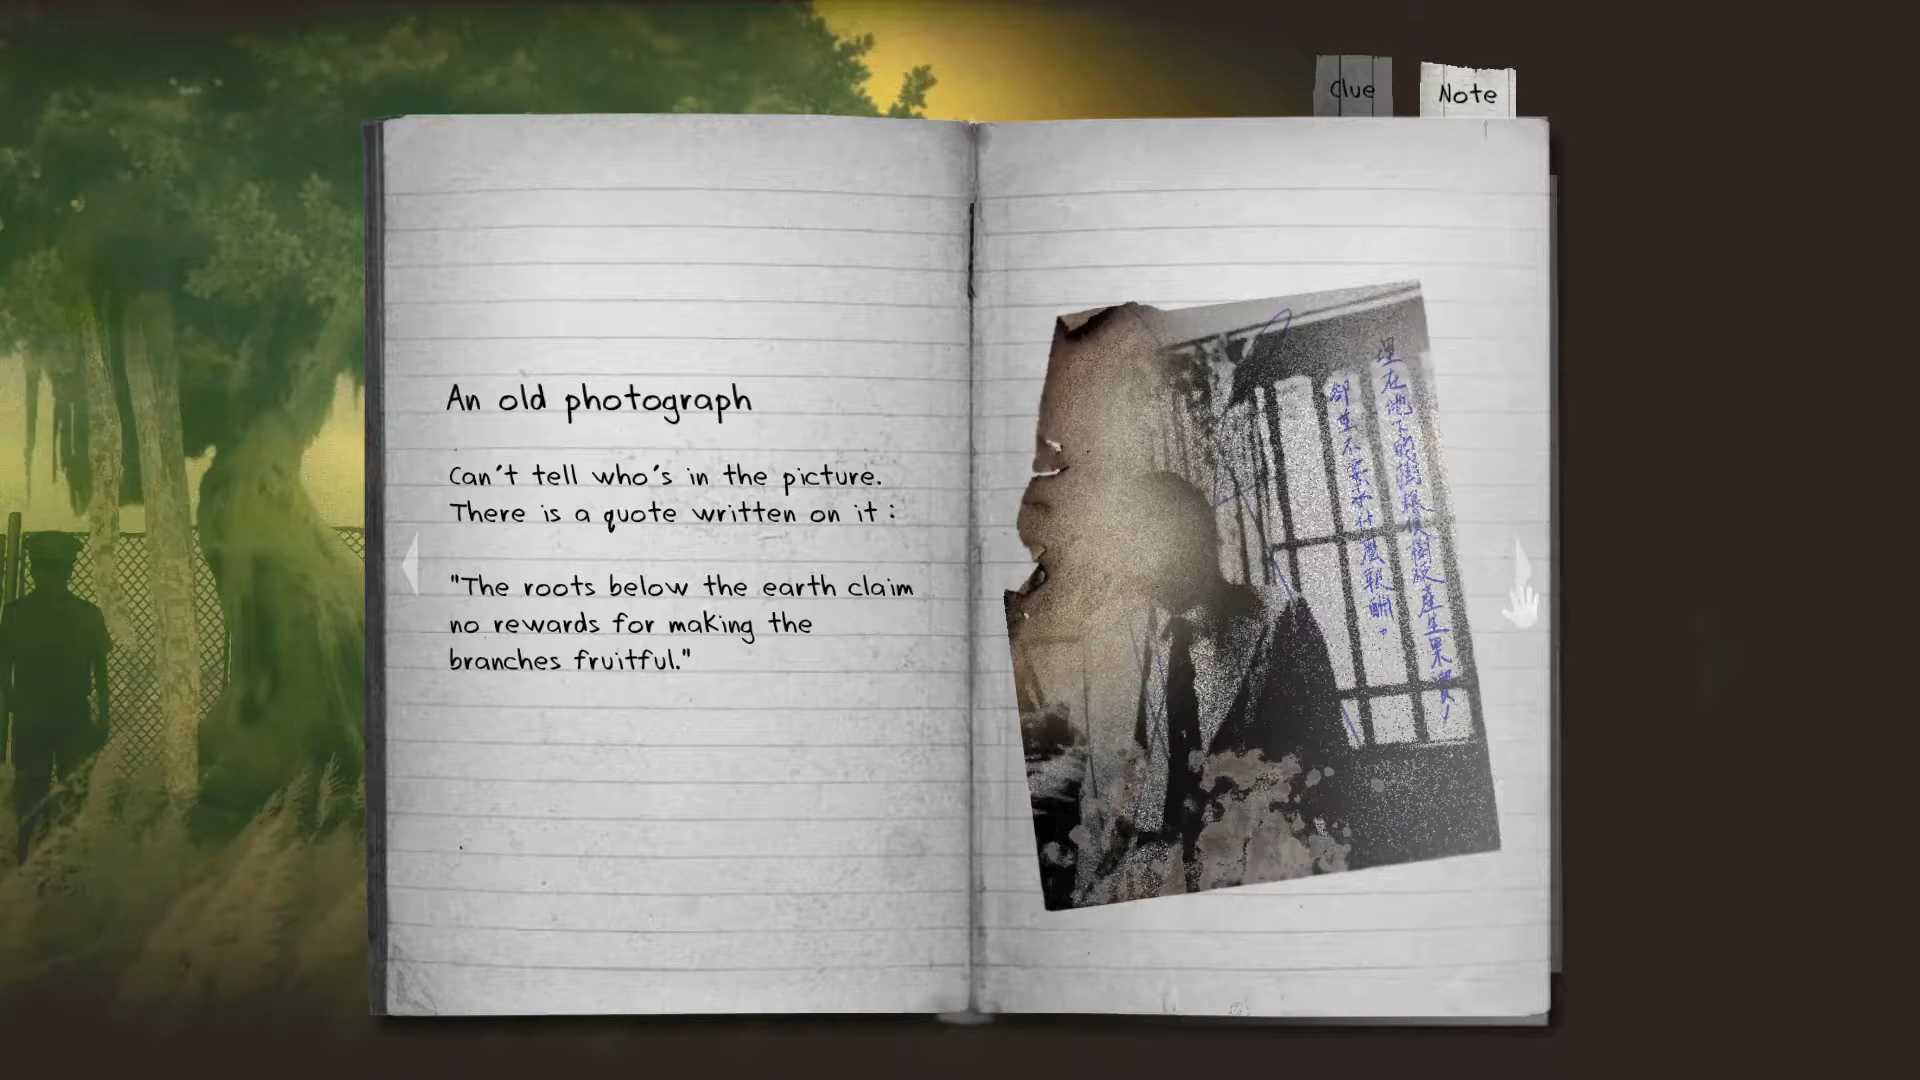 Clue
Note
An old photograph
Can't tell who's in the picture.
There is a quote written on it:
"The roots below the earth claim
no rewards for making the
branches fruitful."
埋在地下的樹根使樹枝產生果實,
卻並不要求什麼報酬。